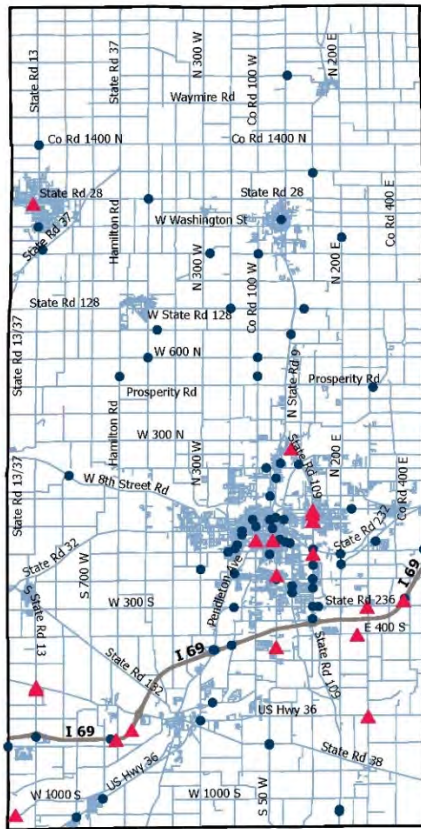 State Rd 13
State Rd 37
N 300 W
Co Rd 100 W
N 200 E
Waymire Rd
Co Rd 1400 N
Co Rd 1400 N
State Rd 28
State Rd 37
Hamilton Rd
W Washington St
State Rd 28
Co Rd 400 E
N 300 W
Co Rd 100 W
N 200 E
State Rd 128
W State Rd 128
State Rd 13/37
W 600 N
N State Rd 9
Prosperity Rd
Prosperity Rd
Hamilton Rd
W 300 N
State Rd 13/37
W 8th Street Rd
N 300 W
State Rd 109
N 200 E
Co Rd 400 E
State Rd 232
State Rd 32
S 700 W
W 300 S
Pendleton Ave
I 69
State Rd 236
E 400 S
S State Rd 13
State Rd 132
I 69
State Rd 109
US Hwy 36
I 69
US Hwy 36
State Rd 38
W 1000 S
W 1000 S
S 50 W